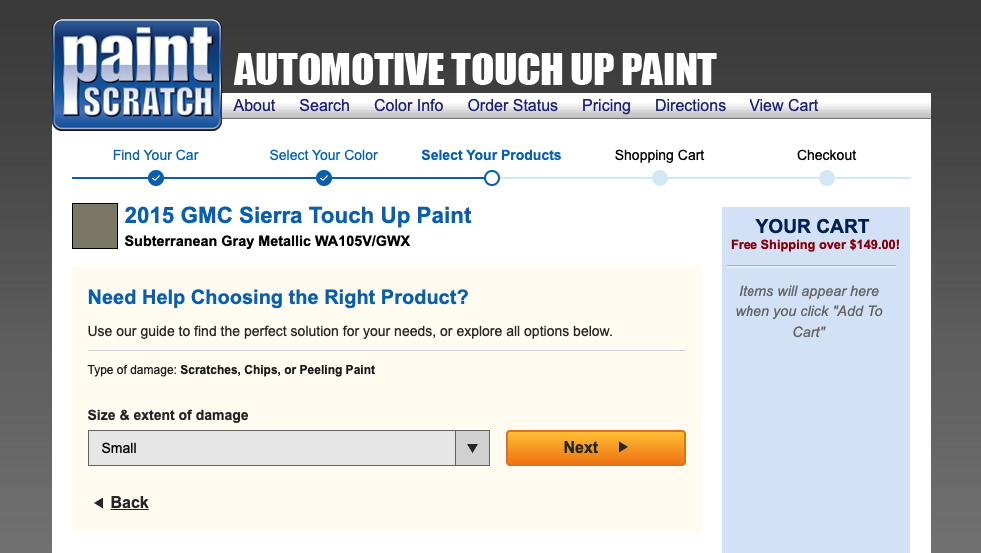 paint
SCRATCH
AUTOMOTIVE TOUCH UP PAINT
About Search Color Info Order Status Pricing Directions View Cart
Find Your Car Select Your Color Select Your Products Shopping Cart Checkout
2015 GMC Sierra Touch Up Paint
Subterranean Gray Metallic WA105V/GWX
YOUR CART
Free Shipping over $149.00!
Items will appear here
when you click "Add To
Cart"
Need Help Choosing the Right Product?
Use our guide to find the perfect solution for your needs, or explore all options below.
Type of damage: Scratches, Chips, or Peeling Paint
Size & extent of damage
Small
Next
Back